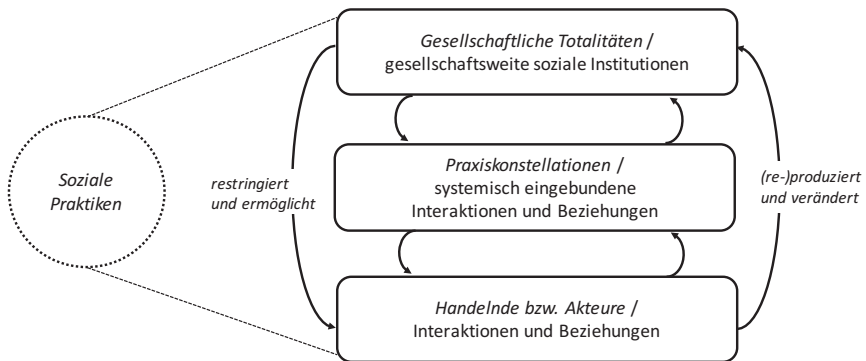 Gesellschaftliche Totalitäten /
gesellschaftsweite soziale Institutionen
Soziale
Praktiken
restringiert
und ermöglicht
Praxiskonstellationen /
systemisch eingebundene
Interaktionen und Beziehungen
(re-)produziert
und verändert
Handelnde bzw. Akteure /
Interaktionen und Beziehungen